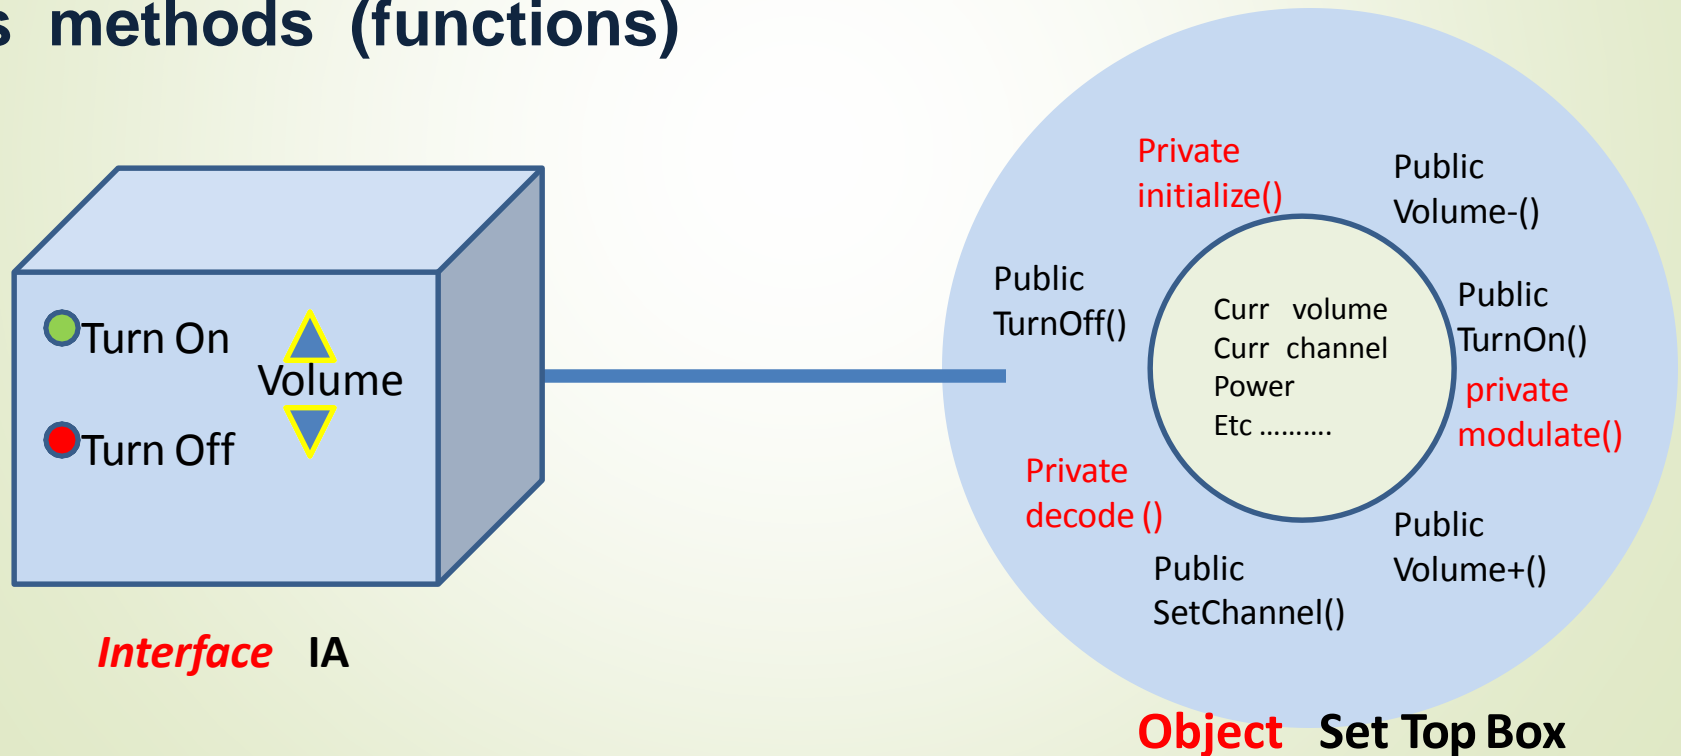 s methods (functions)
Turn On
Volume
Turn Off
Interface IA
Private
initialize()
Public
Volume-()
Public
TurnOff()
Curr volume
Curr channel
Power
Etc ..........
Public
TurnOn()
private
modulate()
Private
decode ()
Public
SetChannel()
Public
Volume+()
Object Set Top Box